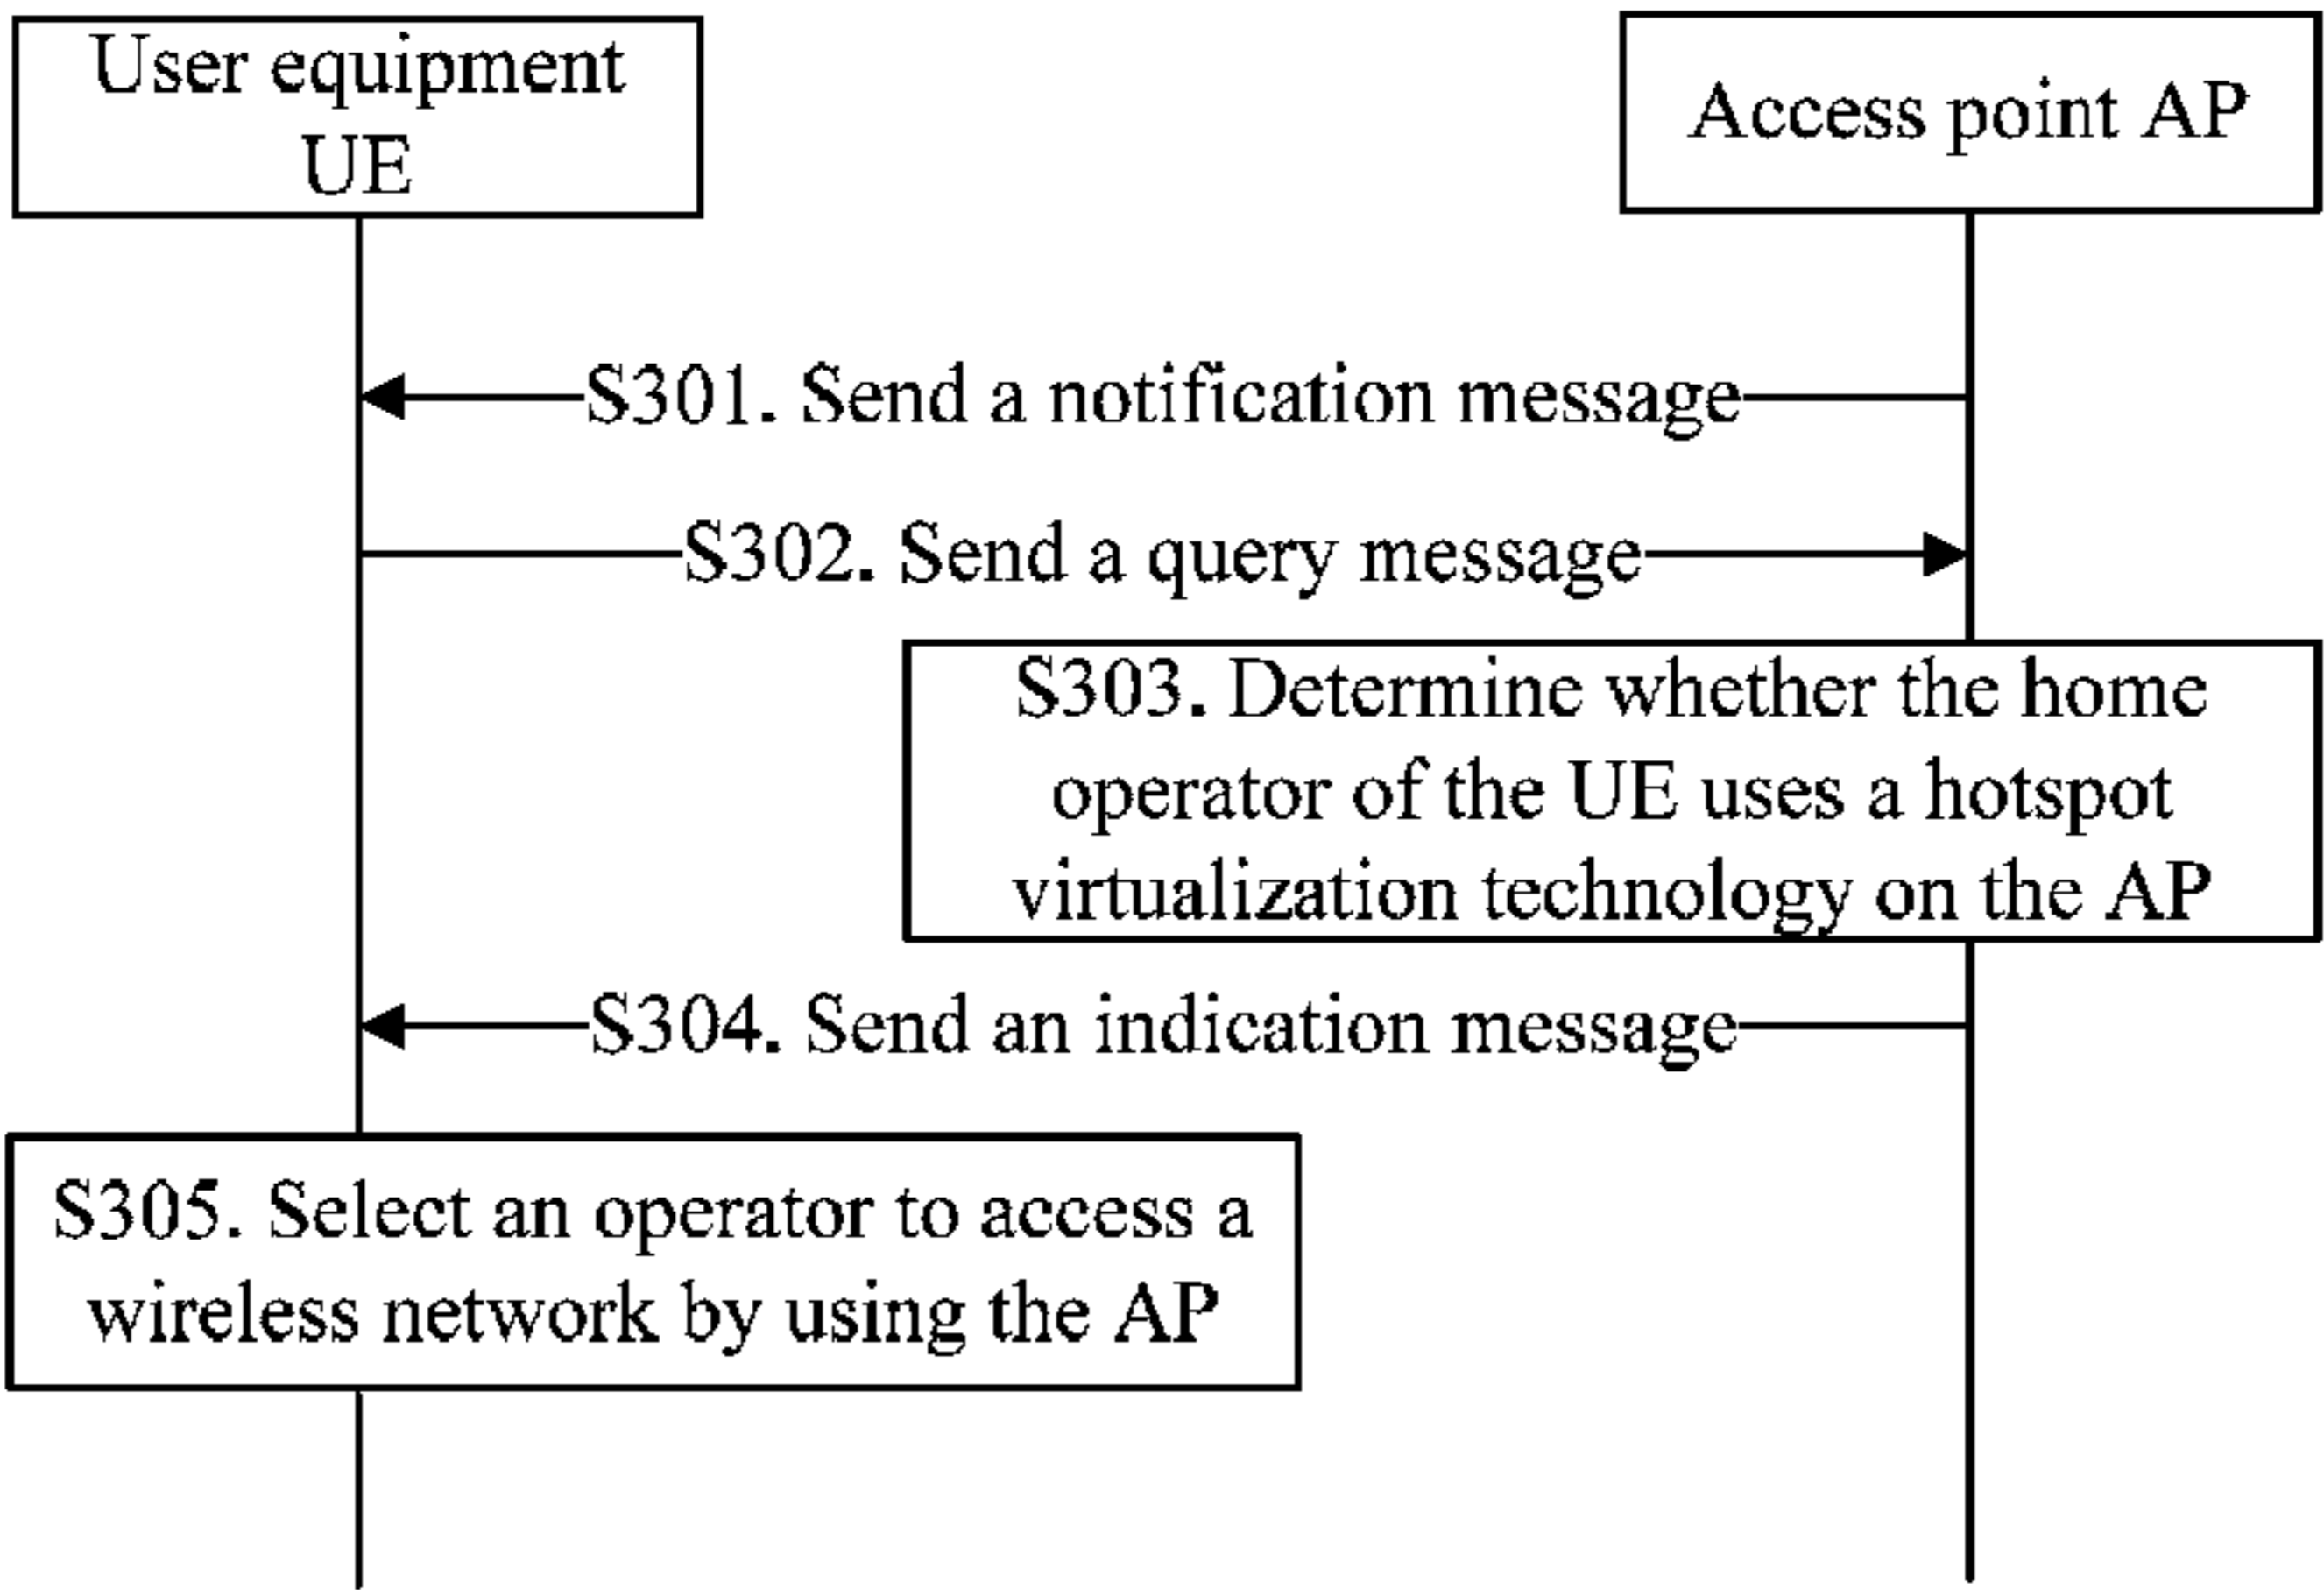 User equipment
UE
Access point AP
S301. Send a notification message
S302. Send a query message
S303. Determine whether the home
operator of the UE uses a hotspot
virtualization technology on the AP
S304. Send an indication message
S305. Select an operator to access a
wireless network by using the AP